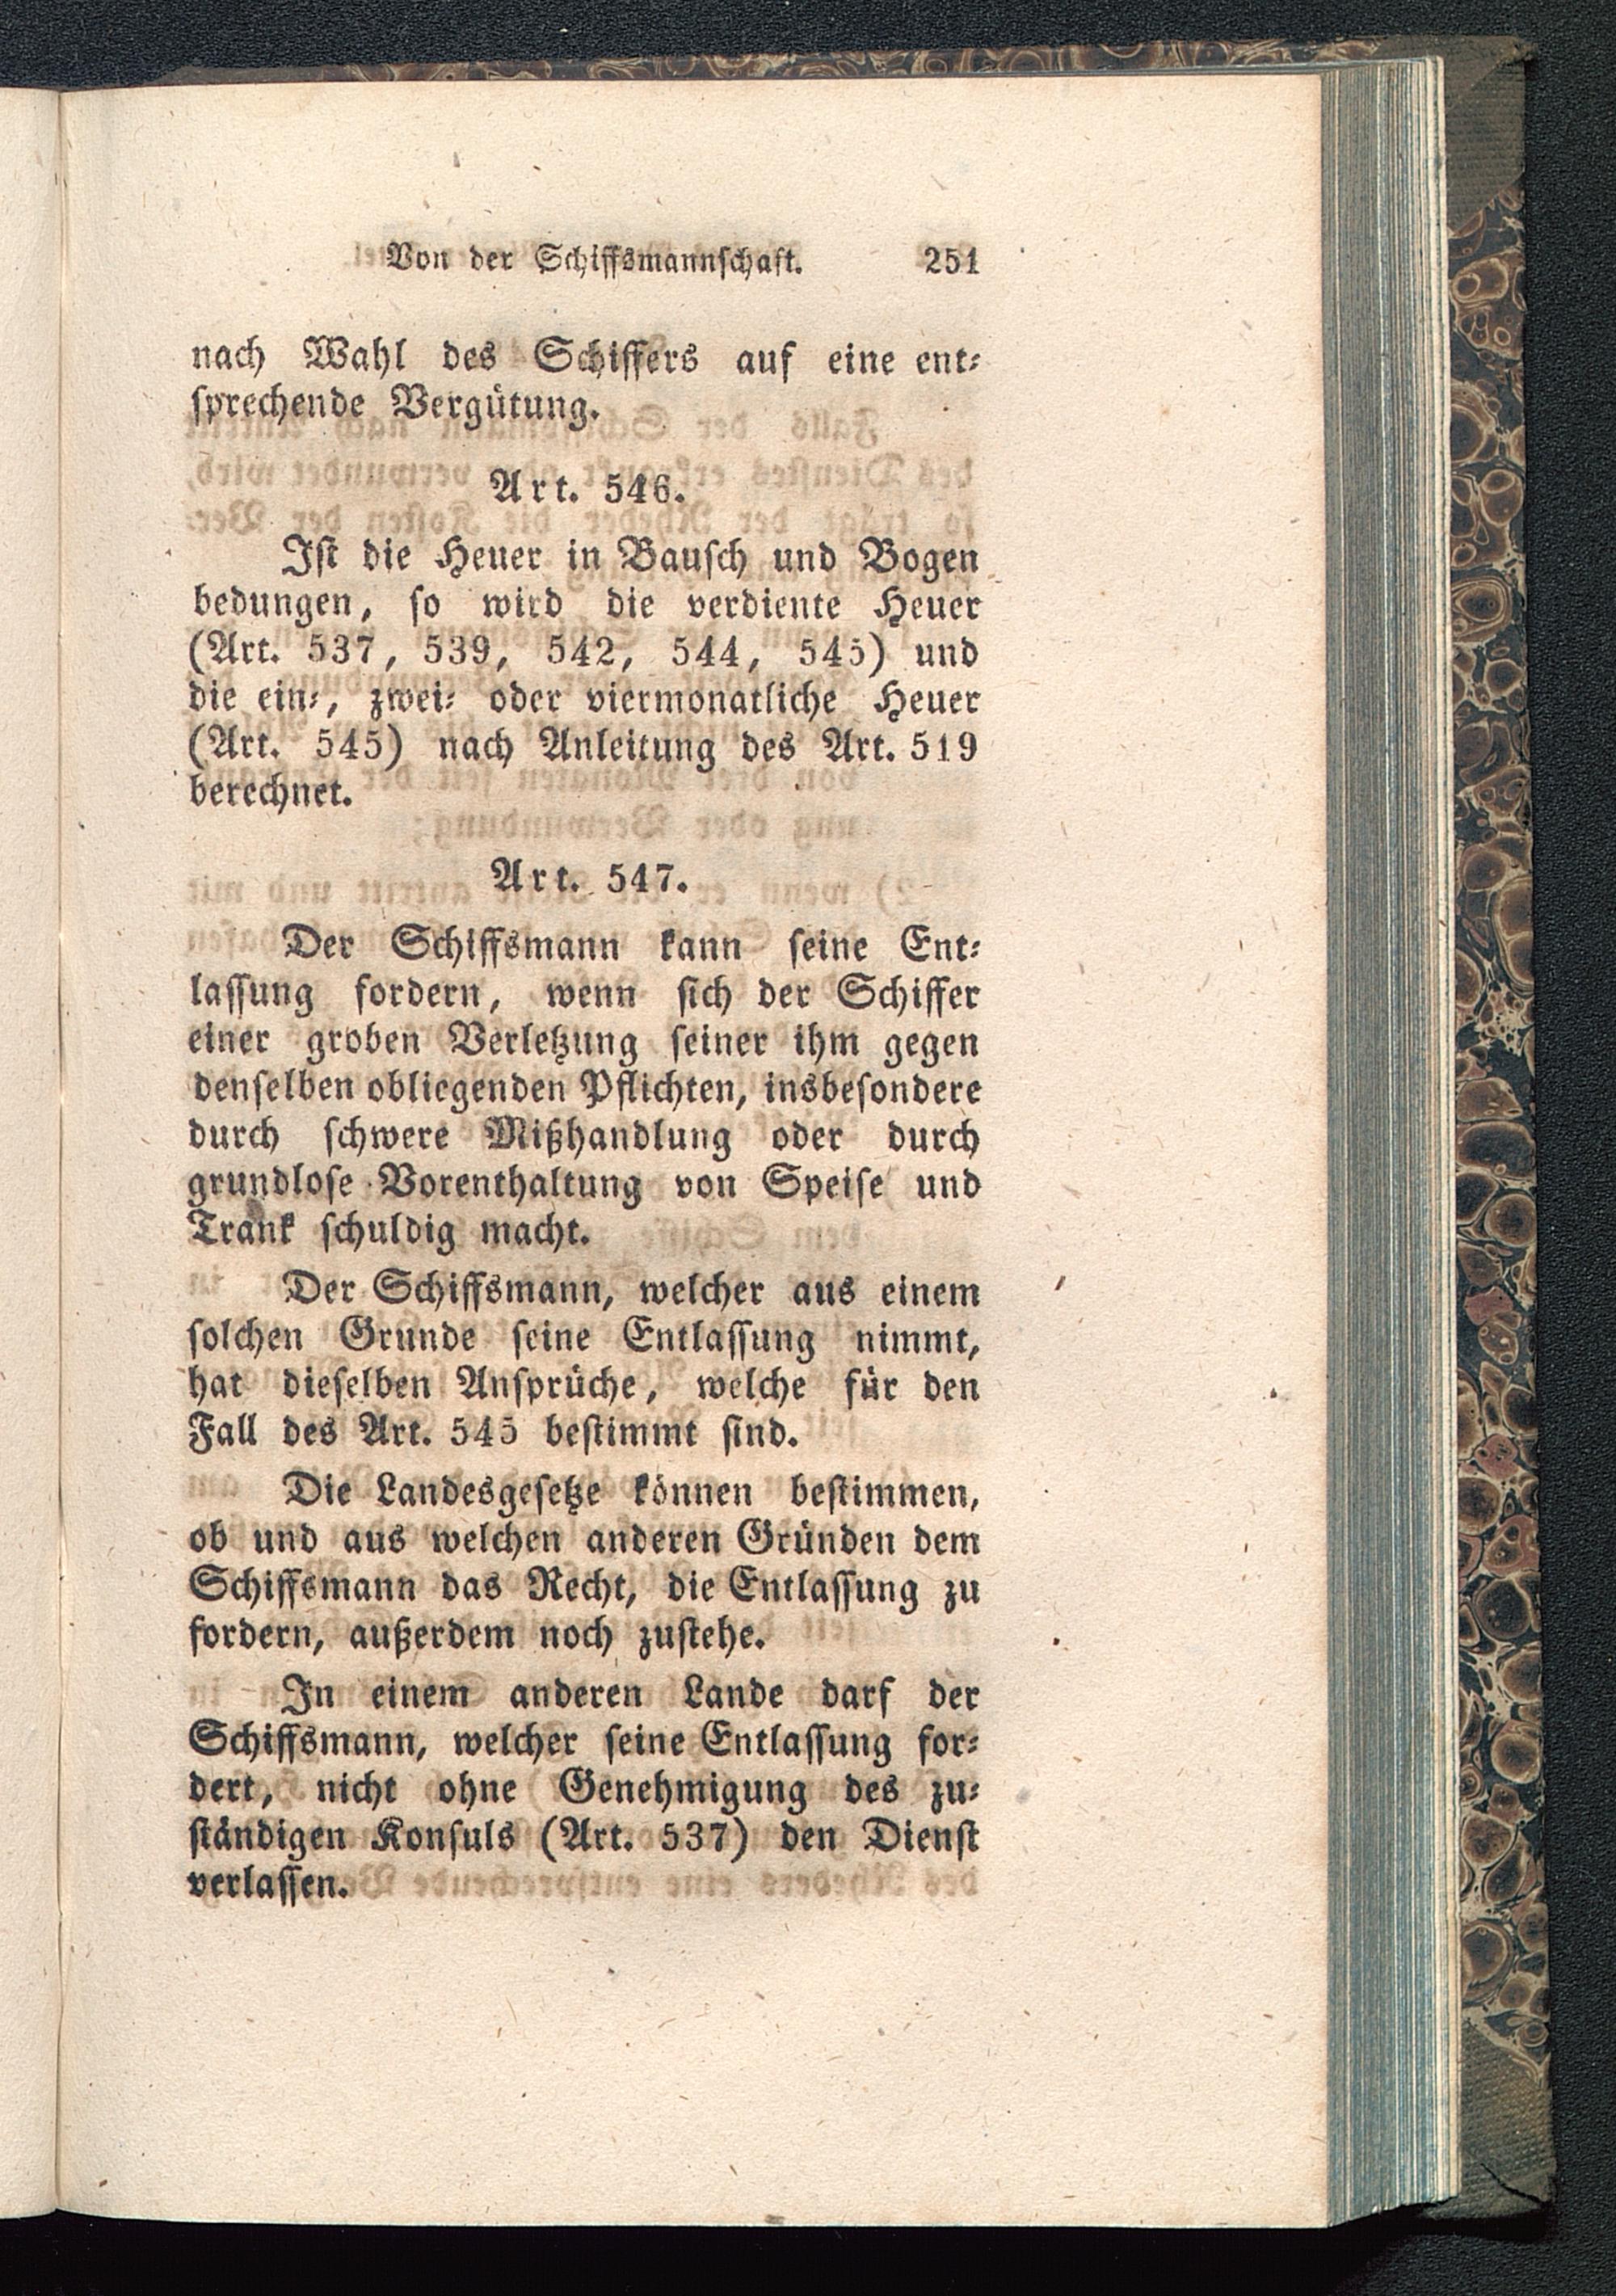 Von der Schiffsmannschaft. 251
nach Wahl des Schiffers auf eine ent-
sprechende Vergütung.
Art. 546.
Ist die Heuer in Bausch und Bogen
bedungen, so wird die verdiente Heuer
(Art. 537, 539, 542, 544, 545) und
die ein-, zwei- oder viermonatliche Heuer
(Art. 545) nach Anleitung des Art. 519
berechnet.
Art. 547.
Der Schiffsmann kann seine Ent-
lassung fordern, wenn sich der Schiffer
einer groben Verletzung seiner ihm gegen
denselben obliegenden Pflichten, insbesondere
durch schwere Mißhandlung oder durch
grundlose Vorenthaltung von Speise und
Trank schuldig macht.
Der Schiffsmann, welcher aus einem
solchen Grunde seine Entlassung nimmt,
hat dieselben Ansprüche, welche für den
Fall des Art. 545 bestimmt sind.
Die Landesgesetze können bestimmen,
ob und aus welchen anderen Gründen dem
Schiffsmann das Recht, die Entlassung zu
fordern, außerdem noch zustehe.
In einem anderen Lande darf der
Schiffsmann, welcher seine Entlassung for-
dert, nicht ohne Genehmigung des zu-
ständigen Konsuls (Art. 537) den Dienst
verlassen.